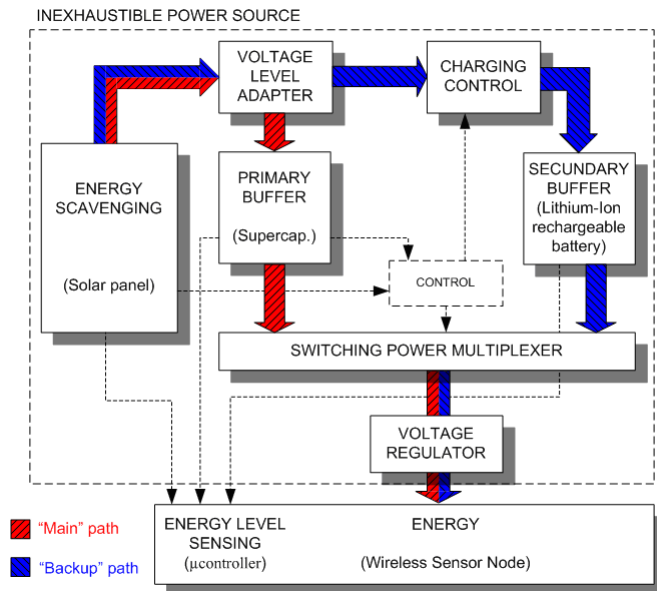 INEXHAUSTIBLE POWER SOURCE
VOLTAGE
LEVEL
ADAPTER
CHARGING
CONTROL
ENERGY
SCAVENGING
(Solar panel)
PRIMARY
BUFFER
(Supercap.)
SECUNDARY
BUFFER
(Lithium-Ion
rechargeable
battery)
CONTROL
SWITCHING POWER MULTIPLEXER
VOLTAGE
REGULATOR
ENERGY LEVEL
SENSING
(µcontroller)
ENERGY
(Wireless Sensor Node)
"Main" path
"Backup" path